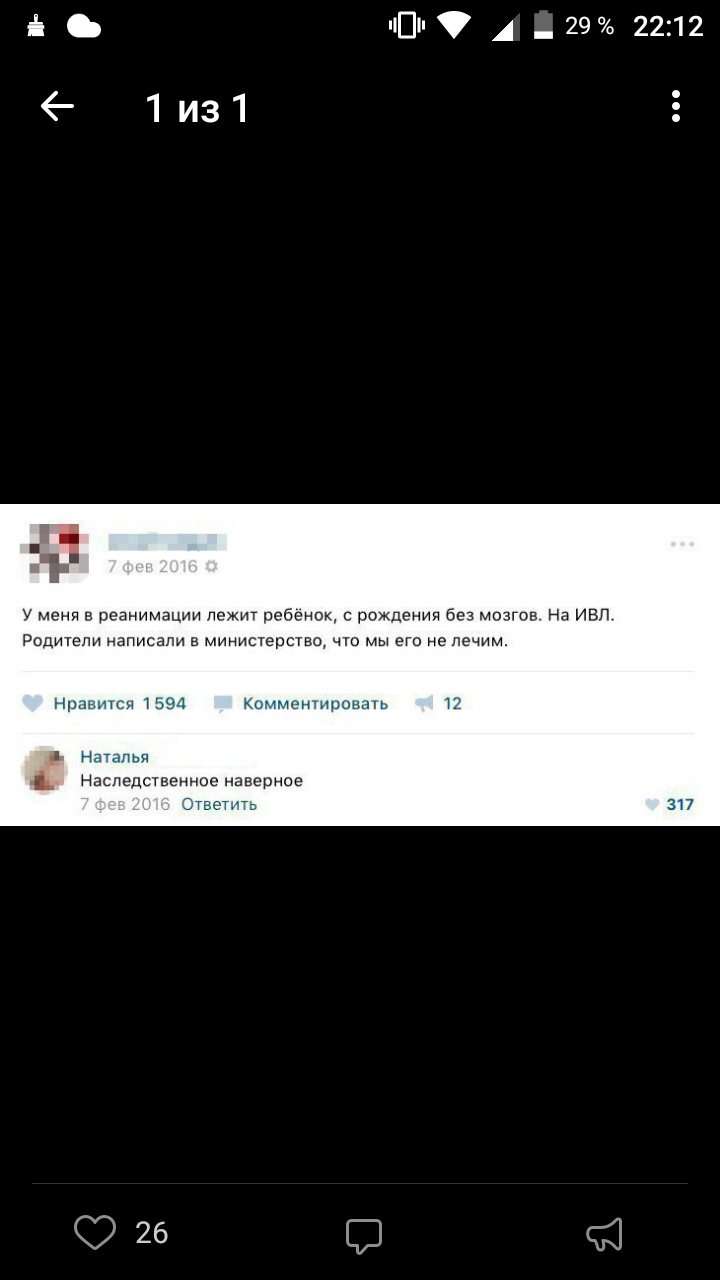 29 % 22:12
1 из 1
7 фев 2016
У меня в реанимации лежит ребёнок, с рождения без мозгов. На ИВЛ.
Родители написали в министерство, что мы его не лечим.
Нравится 1 594 Комментировать 12
Наталья
Наследственное наверное
7 фев 2016 Ответить 317
26